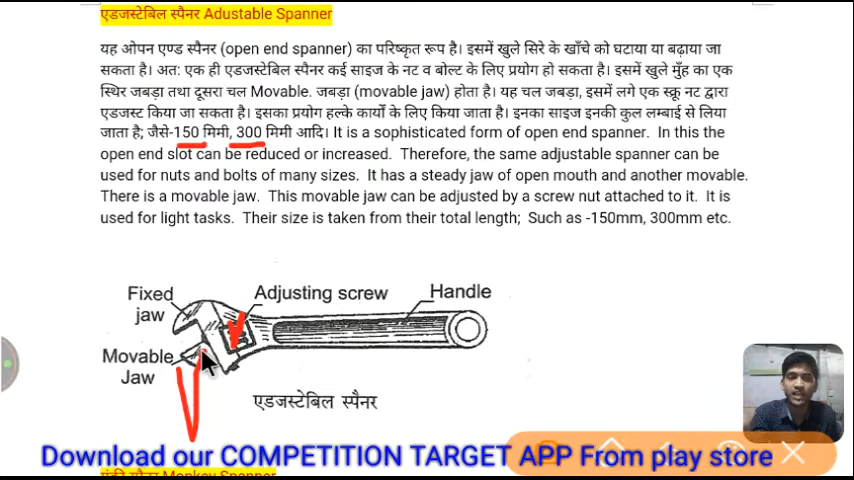 एडजस्टेबिल स्पैनर Adustable Spanner
यह ओपन एण्ड स्पैनर (open end spanner) का परिष्कृत रूप है। इसमें खुले सिरे के खाँचे को घटाया या बढ़ाया जा
सकता है। अत: एक ही एडजस्टेबिल स्पैनर कई साइज के नट व बोल्ट के लिए प्रयोग हो सकता है। इसमें खुले मुँह का एक
स्थिर जबड़ा तथा दूसरा चल Movable. जबड़ा (movable jaw) होता है। यह चल जबड़ा, इसमें लगे एक स्क्रू नट द्वारा
एडजस्ट किया जा सकता है। इसका प्रयोग हल्के कार्यों के लिए किया जाता है। इनका साइज इनकी कुल लम्बाई से लिया
जाता है; जैसे-150 मिमी, 300 मिमी आदि। It is a sophisticated form of open end spanner. In this the
open end slot can be reduced or increased. Therefore, the same adjustable spanner can be
used for nuts and bolts of many sizes. It has a steady jaw of open mouth and another movable.
There is a movable jaw. This movable jaw can be adjusted by a screw nut attached to it. It is
used for light tasks. Their size is taken from their total length; Such as -150mm, 300mm etc.
Fixed
jaw
Adjusting screw
Handle
Movable
Jaw
एडजस्टेबिल स्पैनर
Download our COMPETITION TARGET APP From play store
मंकी स्पैनर Monkey Spanner